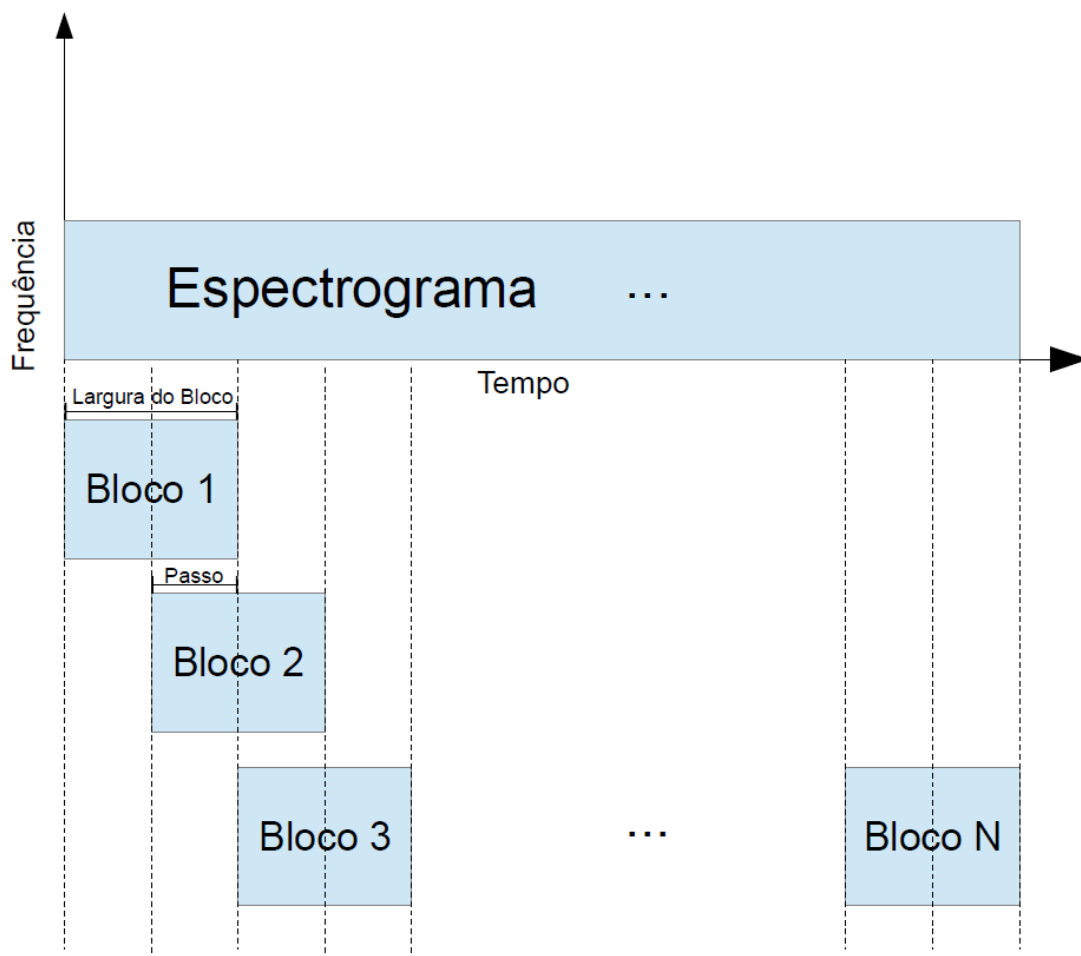 Frequência
Espectrograma ...
Tempo
Largura do Bloco
Bloco 1
Passo
Bloco 2
Bloco 3 ... Bloco N